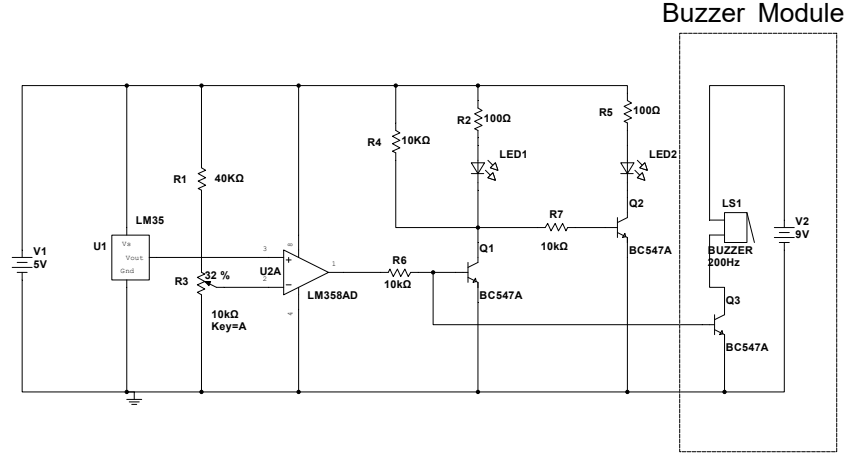 Buzzer Module
R5
100Ω
R2
100Ω
R4
10KΩ
LED1
LED2
R1
40KΩ
Q2
LM35
LS1
R7
V2
9V
U1
Vs
Vout
Gnd
3
8
Q1
10kΩ
BC547A
BUZZER
200Hz
V1
5V
R6
R3
32 %
2
U2A
1
10kΩ
LM358AD
BC547A
Q3
10kΩ
Key=A
4
BC547A